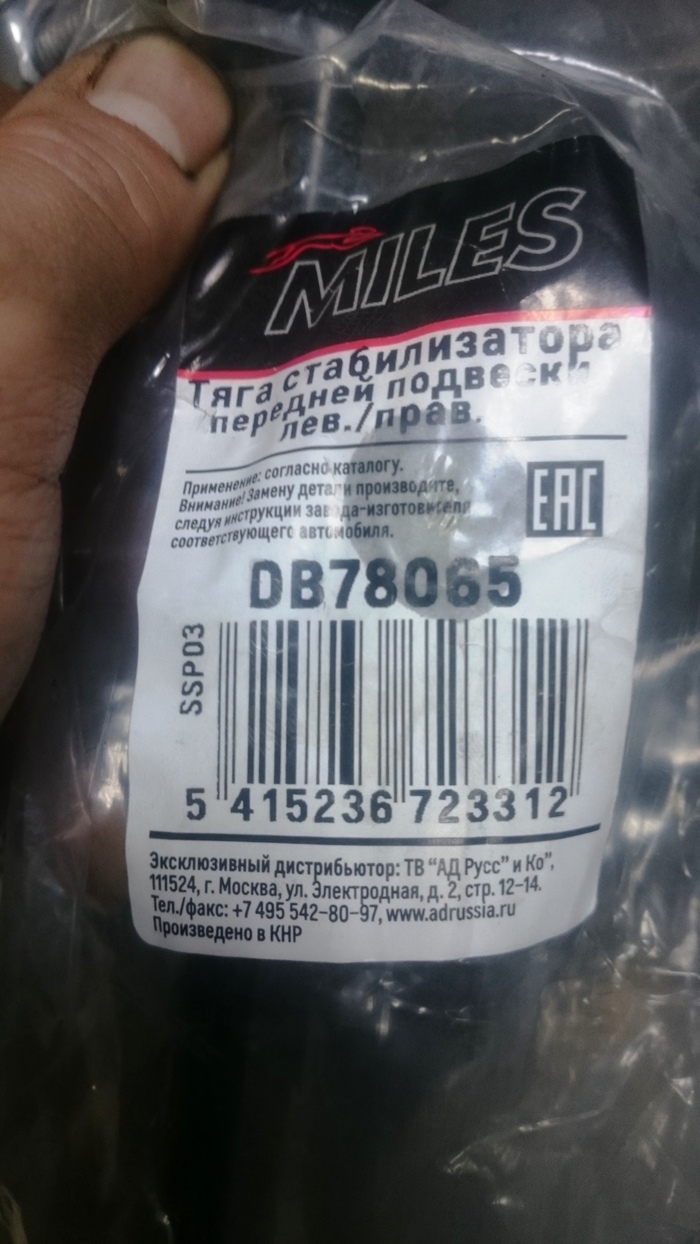 MILES
Тяга стабилизатора
передней подвески
лев./прав.
Применение: согласно каталогу.
Внимание! Замену детали производите,
следуя инструкции завода-изготовителя
соответствующего автомобиля.
EAC
DB78065
SSP03
5 415236 723312
Эксклюзивный дистрибьютор: ТВ “АД Русс” и Ко”,
111524, г. Москва, ул. Электродная, д. 2, стр. 12-14.
Тел./факс: +7 495 542-80-97, www.adrussia.ru
Произведено в КНР